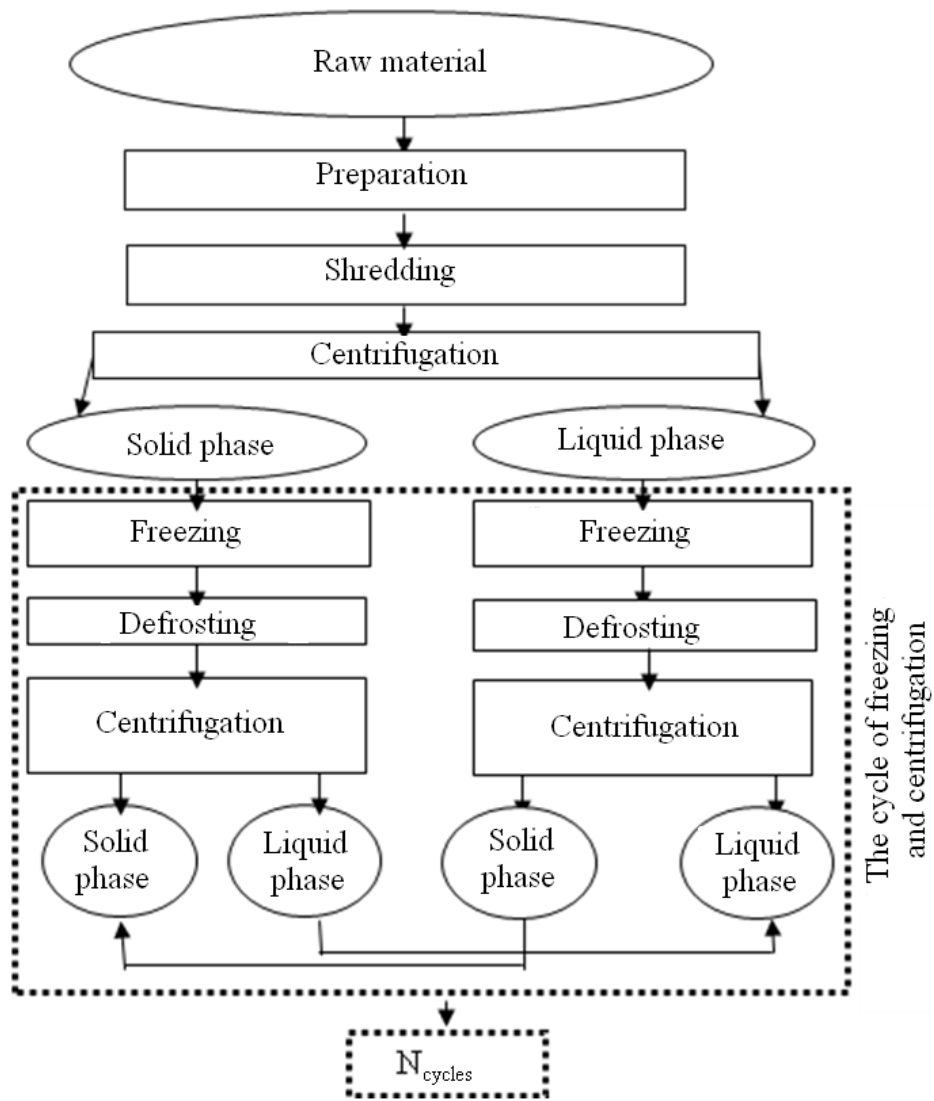 Raw material
Preparation
Shredding
Centrifugation
Solid phase
Liquid phase
Freezing
Freezing
Defrosting
Defrosting
Centrifugation
Centrifugation
Solid
phase
Liquid
phase
Solid
phase
Liquid
phase
The cycle of freezing
and centrifugation
Ncycles